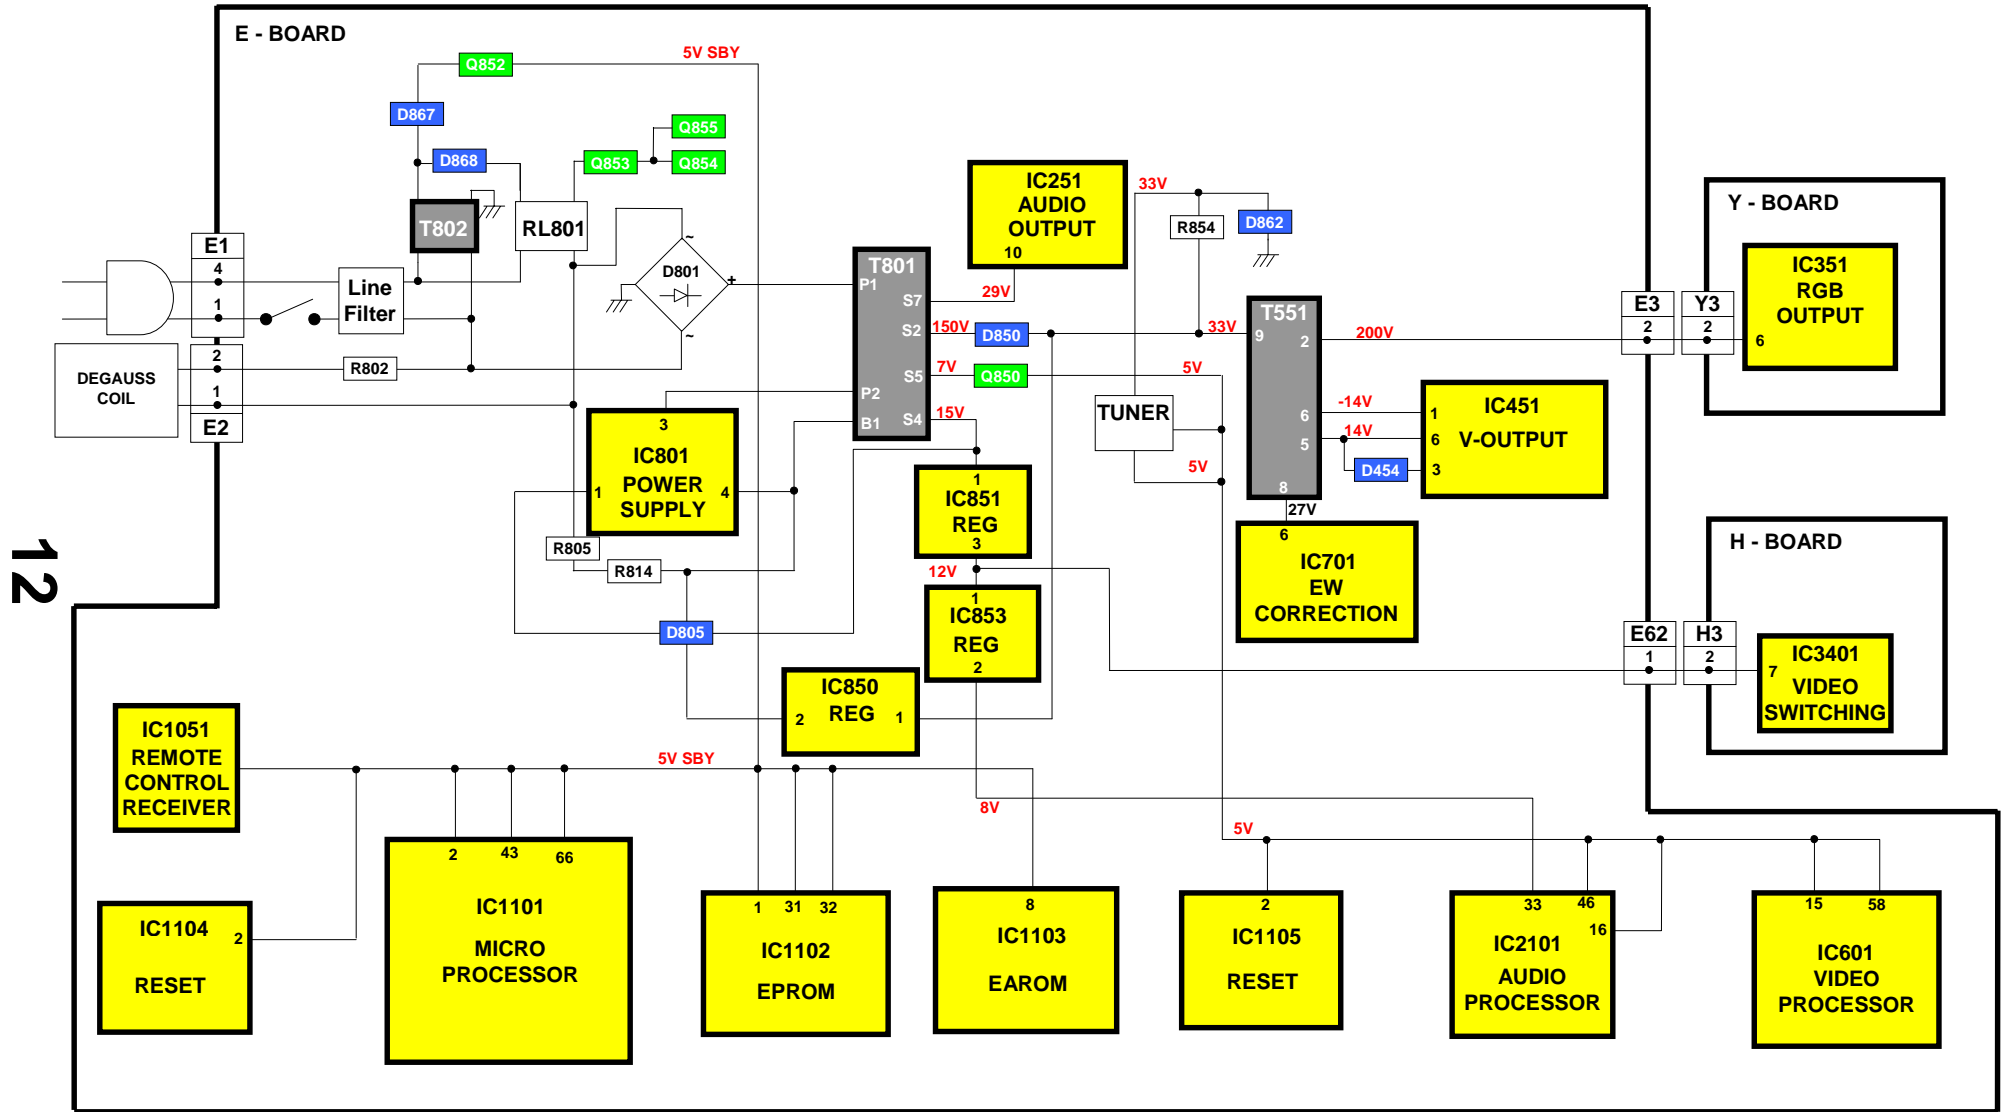 E - BOARD
Q852
5V SBY
D867
Q855
D868
Q853
Q854
T802
RL801
E1
4
1
Line
Filter
2
1
E2
DEGAUSS
COIL
R802
~
D801
+
~
T801
P1
S7
S2
S5
P2
S4
B1
29V
150V
7V
15V
D850
Q850
IC251
AUDIO
OUTPUT
10
33V
R854
D862
33V
5V
TUNER
5V
T551
9
2
6
5
8
200V
-14V
14V
D454
27V
1
6
3
IC451
V-OUTPUT
6
IC701
EW
CORRECTION
E3
2
Y3
2
Y - BOARD
IC351
RGB
OUTPUT
6
H - BOARD
E62
1
H3
2
IC3401
7
VIDEO
SWITCHING
3
IC801
1
POWER
4
SUPPLY
R805
R814
D805
1
IC851
REG
3
12V
1
IC853
REG
2
IC850
REG
2
1
12
IC1051
REMOTE
CONTROL
RECEIVER
5V SBY
8V
5V
IC1104
2
RESET
2
43
66
IC1101
MICRO
PROCESSOR
1
31
32
IC1102
EPROM
8
IC1103
EAROM
2
IC1105
RESET
33
46
16
IC2101
AUDIO
PROCESSOR
15
58
IC601
VIDEO
PROCESSOR